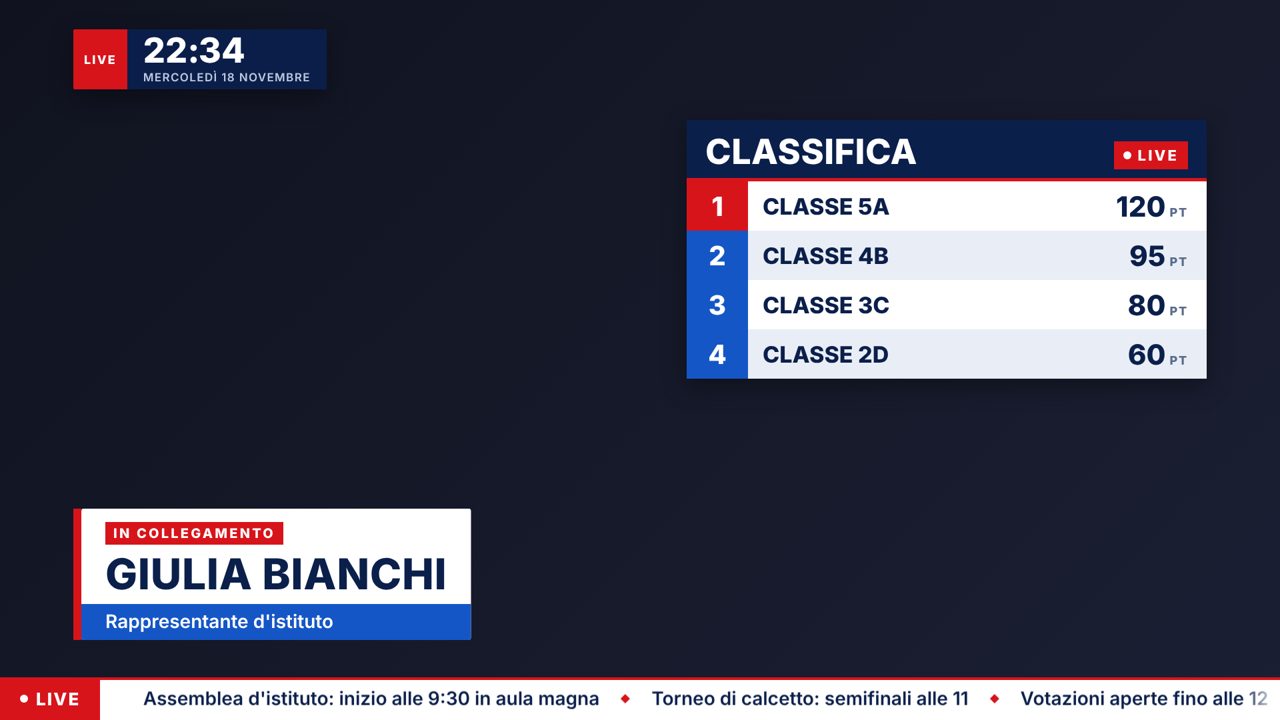 LIVE
22:34
MERCOLEDÌ 18 NOVEMBRE
CLASSIFICA
LIVE
1 CLASSE 5A 120 PT
2 CLASSE 4B 95 PT
3 CLASSE 3C 80 PT
4 CLASSE 2D 60 PT
IN COLLEGAMENTO
GIULIA BIANCHI
Rappresentante d'istituto
LIVE Assemblea d'istituto: inizio alle 9:30 in aula magna ◆ Torneo di calcetto: semifinali alle 11 ◆ Votazioni aperte fino alle 12